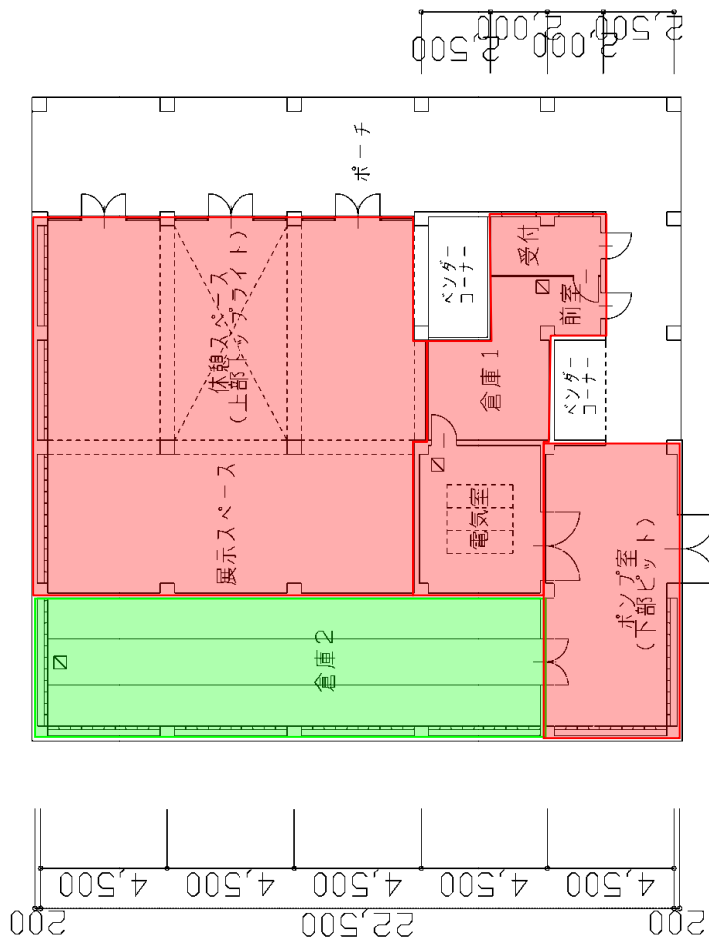 2,500
2,000
2,000
2,500
ポーチ
休憩スペース
(上部トップライト)
ベンダー
コーナー
受付
前室
倉庫1
ベンダー
コーナー
展示スペース
電気室
ポンプ室
(下部ピット)
倉庫2
4,500
4,500
4,500
4,500
4,500
200
22,500
200